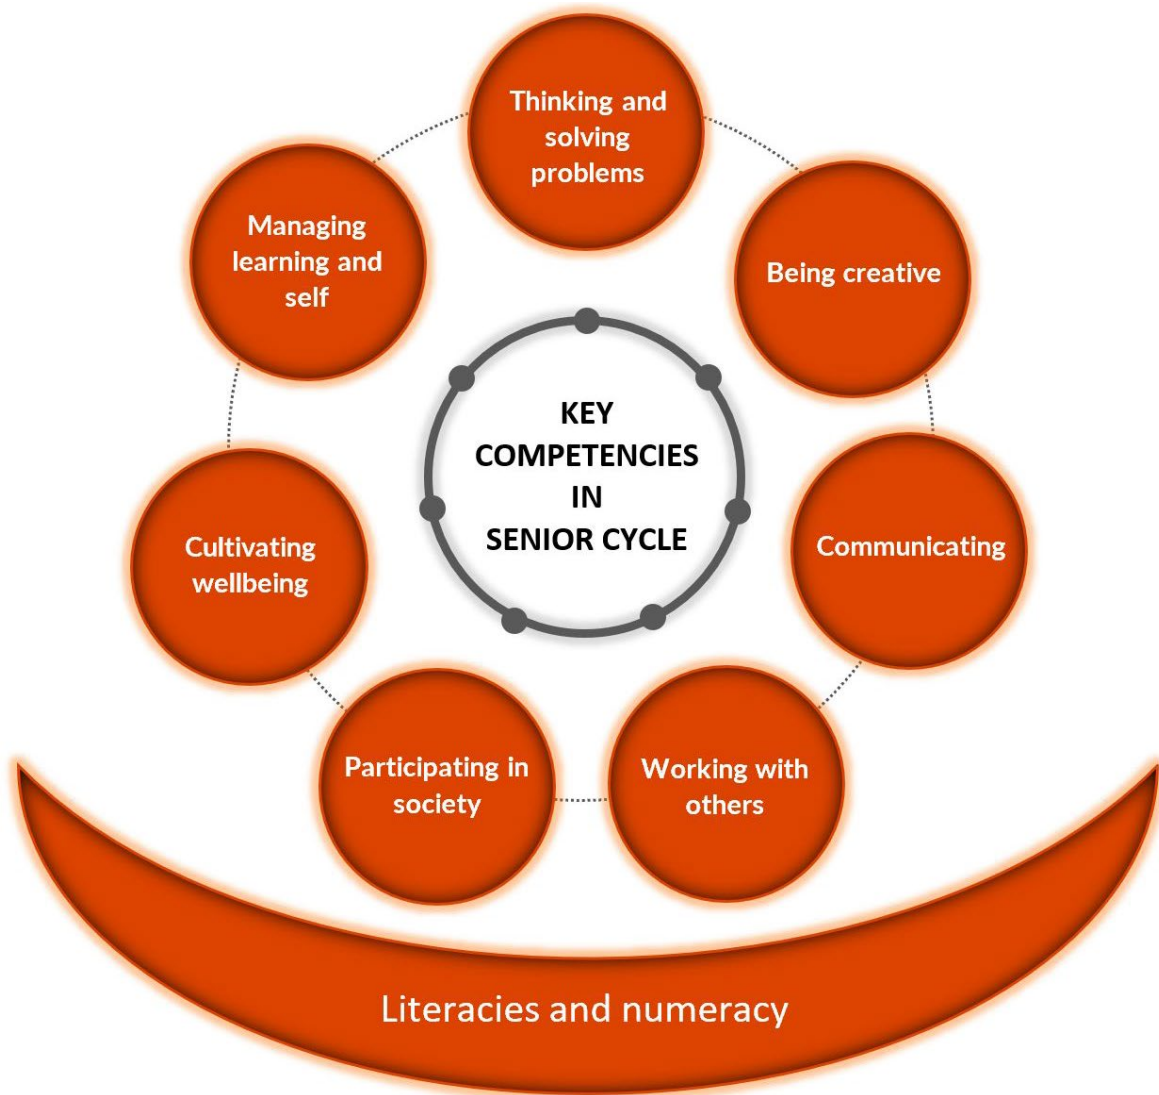 Thinking and
solving
problems
Being creative
Communicating
Working with
others
Participating in
society
Cultivating
wellbeing
Managing
learning and
self
KEY
COMPETENCIES
IN
SENIOR CYCLE
Literacies and numeracy